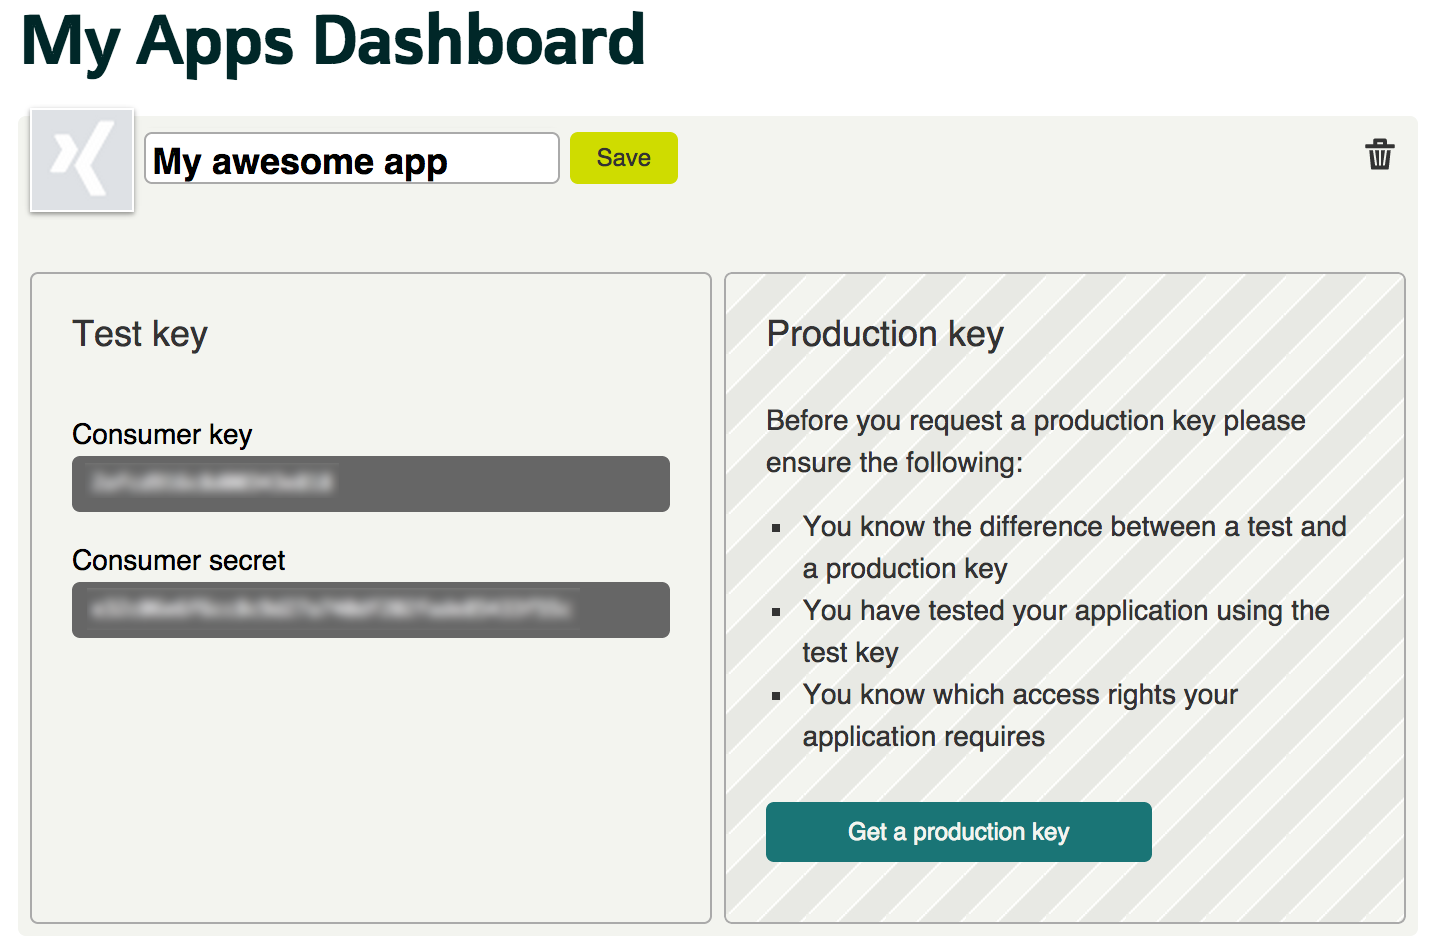 My Apps Dashboard
My awesome app
Save
Test key
Consumer key
Consumer secret
Production key
Before you request a production key please
ensure the following:
▪ You know the difference between a test and
a production key
▪ You have tested your application using the
test key
▪ You know which access rights your
application requires
Get a production key